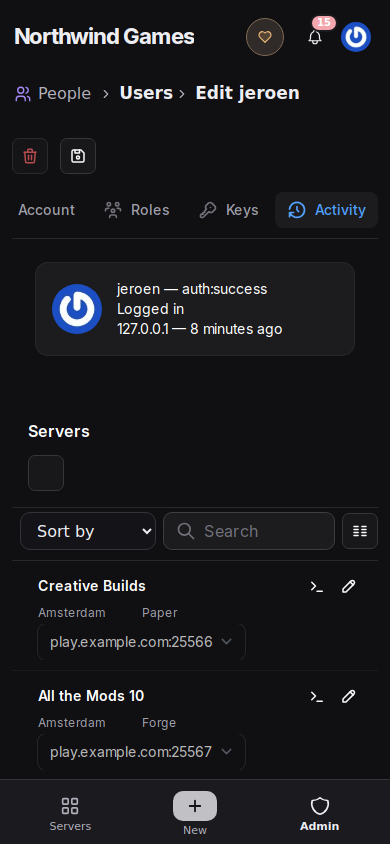 Northwind Games
15
People > Users > Edit jeroen
Account Roles Keys Activity
jeroen — auth:success
Logged in
127.0.0.1 — 8 minutes ago
Servers
Sort by Search
Creative Builds
Amsterdam Paper
play.example.com:25566
All the Mods 10
Amsterdam Forge
play.example.com:25567
Servers New Admin